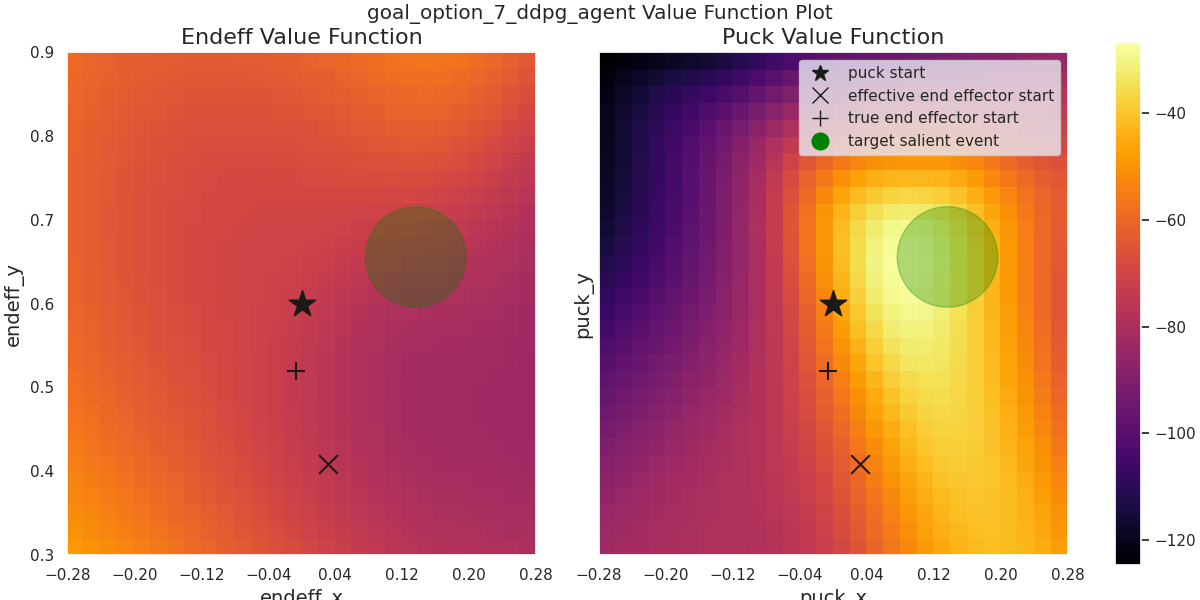 goal_option_7_ddpg_agent Value Function Plot
Endeff Value Function
Puck Value Function
puck start
effective end effector start
true end effector start
target salient event
endeff_y
0.9
0.8
0.7
0.6
0.5
0.4
0.3
−0.28 −0.20 −0.12 −0.04 0.04 0.12 0.20 0.28
endeff_x
puck_y
−0.28 −0.20 −0.12 −0.04 0.04 0.12 0.20 0.28
puck_x
−40
−60
−80
−100
−120